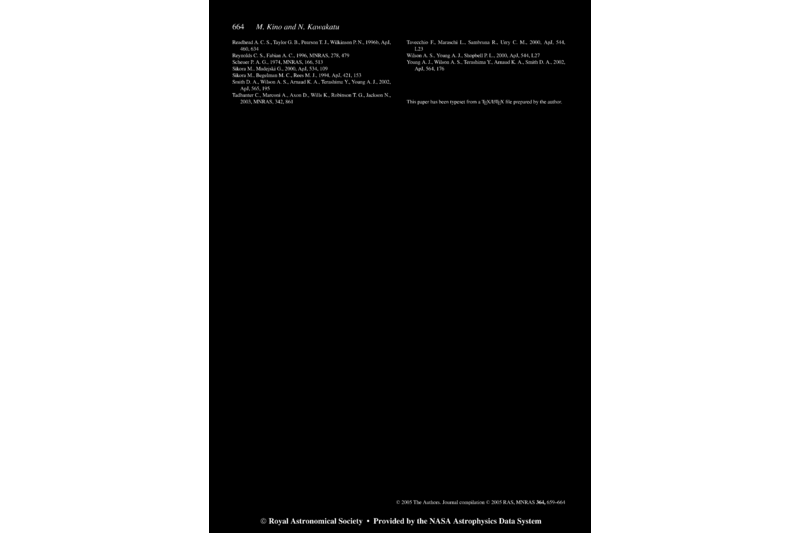 664 M. Kino and N. Kawakatu
Readhead A. C. S., Taylor G. B., Pearson T. J., Wilkinson P. N., 1996b, ApJ,
460, 634
Reynolds C. S., Fabian A. C., 1996, MNRAS, 278, 479
Scheuer P. A. G., 1974, MNRAS, 166, 513
Sikora M., Madejski G., 2000, ApJ, 534, 109
Sikora M., Begelman M. C., Rees M. J., 1994, ApJ, 421, 153
Smith D. A., Wilson A. S., Arnaud K. A., Terashima Y., Young A. J., 2002,
ApJ, 565, 195
Tadhunter C., Marconi A., Axon D., Wills K., Robinson T. G., Jackson N.,
2003, MNRAS, 342, 861
Tavecchio F., Maraschi L., Sambruna R., Urry C. M., 2000, ApJ, 544,
L23
Wilson A. S., Young A. J., Shopbell P. L., 2000, ApJ, 544, L27
Young A. J., Wilson A. S., Terashima Y., Arnaud K. A., Smith D. A., 2002,
ApJ, 564, 176
This paper has been typeset from a TEX/LATEX file prepared by the author.
© 2005 The Authors. Journal compilation © 2005 RAS, MNRAS 364, 659–664
© Royal Astronomical Society • Provided by the NASA Astrophysics Data System